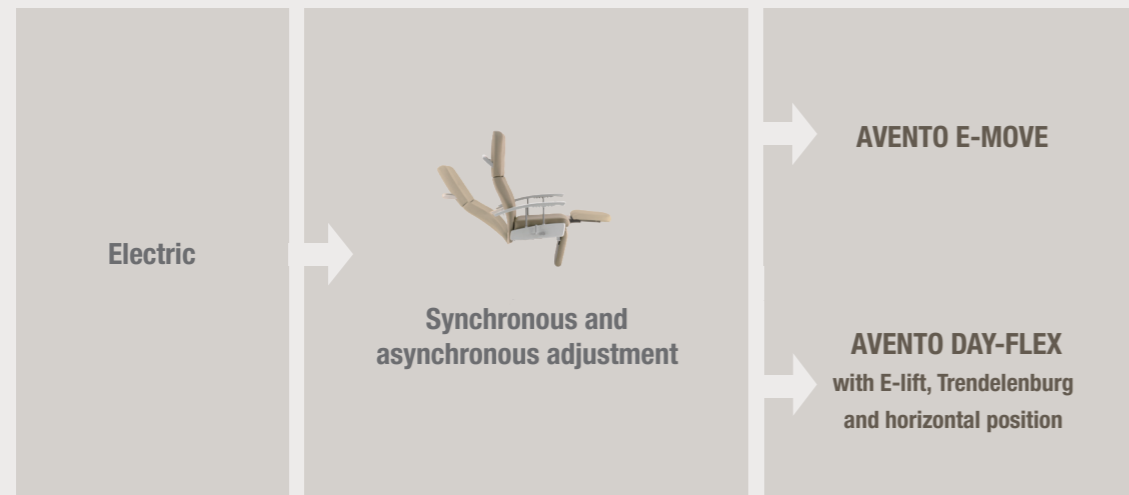 Electric
Synchronous and
asynchronous adjustment
AVENTO E-MOVE
AVENTO DAY-FLEX
with E-lift, Trendelenburg
and horizontal position